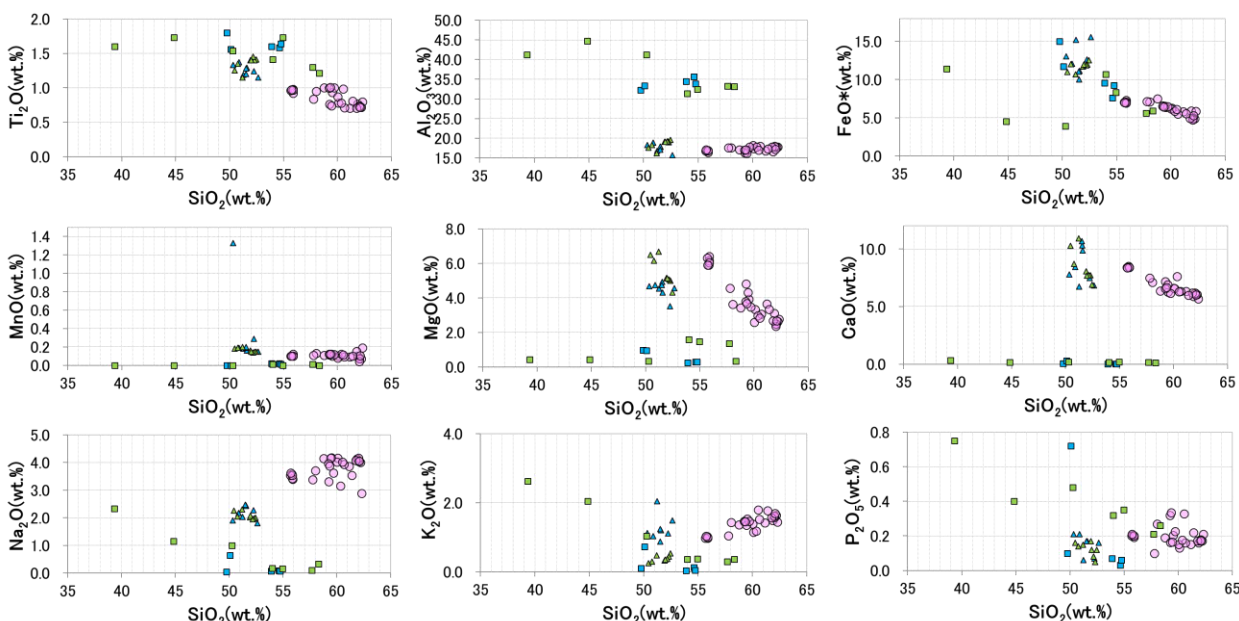 Ti₂O(wt.%)
2.0
1.5
1.0
0.5
0.0
35 40 45 50 55 60 65
SiO₂(wt.%)
Al₂O₃(wt.%)
50.0
45.0
40.0
35.0
30.0
25.0
20.0
15.0
35 40 45 50 55 60 65
SiO₂(wt.%)
FeO*(wt.%)
15.0
10.0
5.0
0.0
35 40 45 50 55 60 65
SiO₂(wt.%)
MnO(wt.%)
1.4
1.2
1.0
0.8
0.6
0.4
0.2
0.0
35 40 45 50 55 60 65
SiO₂(wt.%)
MgO(wt.%)
8.0
6.0
4.0
2.0
0.0
35 40 45 50 55 60 65
SiO₂(wt.%)
CaO(wt.%)
10.0
5.0
0.0
35 40 45 50 55 60 65
SiO₂(wt.%)
Na₂O(wt.%)
5.0
4.0
3.0
2.0
1.0
0.0
35 40 45 50 55 60 65
SiO₂(wt.%)
K₂O(wt.%)
4.0
2.0
0.0
35 40 45 50 55 60 65
SiO₂(wt.%)
P₂O₅(wt.%)
0.8
0.6
0.4
0.2
0.0
35 40 45 50 55 60 65
SiO₂(wt.%)